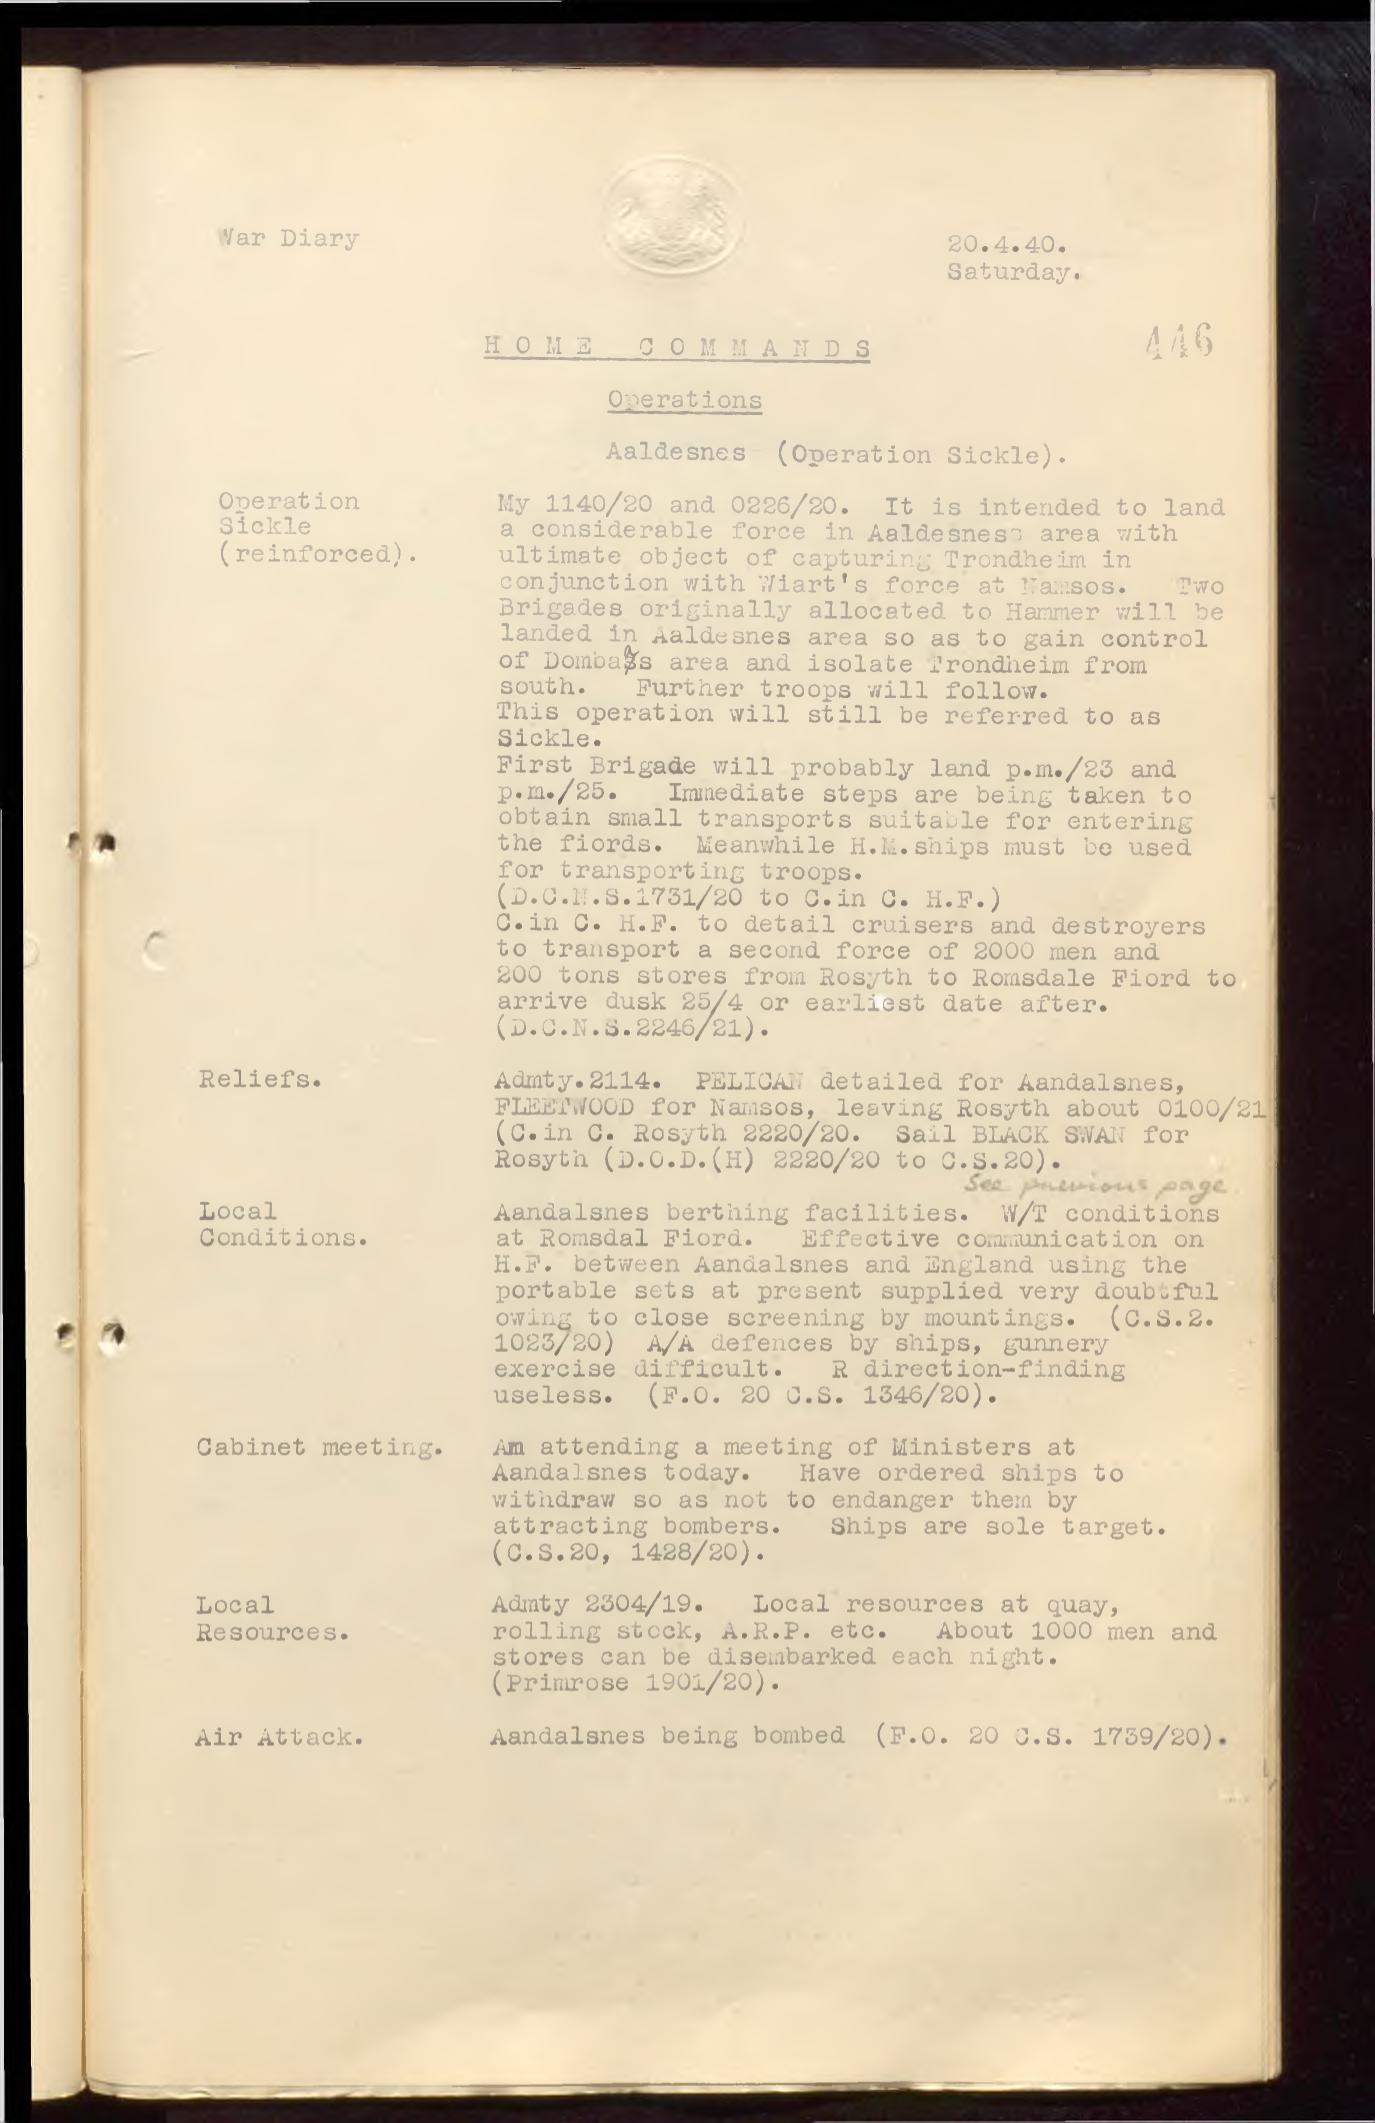 War Diary
20.4.40.
Saturday.
HOME COMMANDS
446
Operations
Aaldesnes (Operation Sickle).
Operation
Sickle
(reinforced).
My 1140/20 and 0226/20. It is intended to land
a considerable force in Aaldesness area with
ultimate object of capturing Trondheim in
conjunction with Wiart's force at Namsos. Two
Brigades originally allocated to Hammer will be
landed in Aaldesnes area so as to gain control
of Dombaas area and isolate Trondheim from
south. Further troops will follow.
This operation will still be referred to as
Sickle.
First Brigade will probably land p.m./23 and
p.m./25. Immediate steps are being taken to
obtain small transports suitable for entering
the fiords. Meanwhile H.M.ships must be used
for transporting troops.
(D.C.N.S.1731/20 to C.in C. H.F.)
C.in C. H.F. to detail cruisers and destroyers
to transport a second force of 2000 men and
200 tons stores from Rosyth to Romsdale Fiord to
arrive dusk 25/4 or earliest date after.
(D.C.N.S.2246/21).
Reliefs.
Admty.2114. PELICAN detailed for Aandalsnes,
FLEETWOOD for Namsos, leaving Rosyth about 0100/21
(C.in C. Rosyth 2220/20. Sail BLACK SWAN for
Rosyth (D.O.D.(H) 2220/20 to C.S.20).
See previous page.
Local
Conditions.
Aandalsnes berthing facilities. W/T conditions
at Romsdal Fiord. Effective communication on
H.F. between Aandalsnes and England using the
portable sets at present supplied very doubtful
owing to close screening by mountings. (C.S.2.
1023/20) A/A defences by ships, gunnery
exercise difficult. R direction-finding
useless. (F.O. 20 C.S. 1346/20).
Cabinet meeting.
Am attending a meeting of Ministers at
Aandalsnes today. Have ordered ships to
withdraw so as not to endanger them by
attracting bombers. Ships are sole target.
(C.S.20, 1428/20).
Local
Resources.
Admty 2304/19. Local resources at quay,
rolling stock, A.R.P. etc. About 1000 men and
stores can be disembarked each night.
(Primrose 1901/20).
Air Attack.
Aandalsnes being bombed (F.O. 20 C.S. 1739/20).